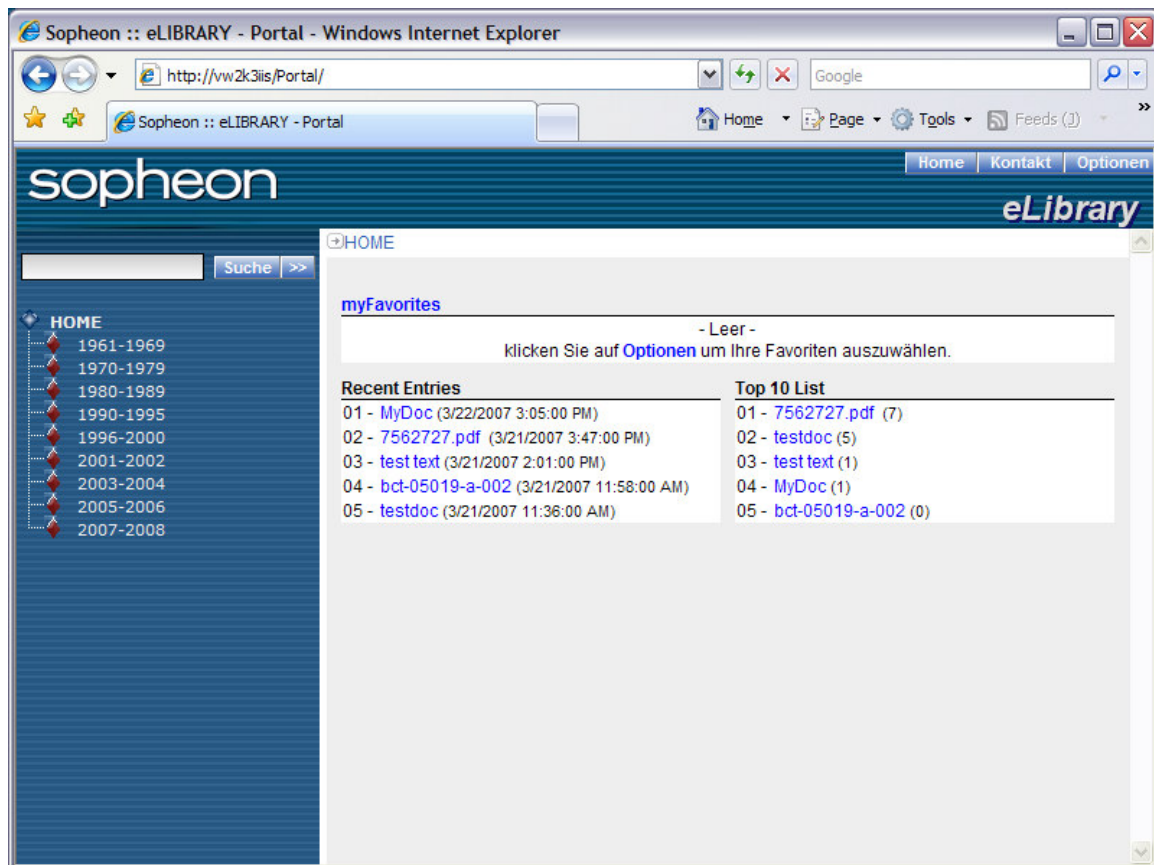 Sopheon :: eLIBRARY - Portal - Windows Internet Explorer
http://vw2k3iis/Portal/
Google
Sopheon :: eLIBRARY - Portal
Home
Page
Tools
Feeds (J)
»
Home
Kontakt
Optionen
sopheon
eLibrary
Suche
>>
HOME
1961-1969
1970-1979
1980-1989
1990-1995
1996-2000
2001-2002
2003-2004
2005-2006
2007-2008
HOME
myFavorites
- Leer -
klicken Sie auf Optionen um Ihre Favoriten auszuwählen.
Recent Entries
01 - MyDoc (3/22/2007 3:05:00 PM)
02 - 7562727.pdf (3/21/2007 3:47:00 PM)
03 - test text (3/21/2007 2:01:00 PM)
04 - bct-05019-a-002 (3/21/2007 11:58:00 AM)
05 - testdoc (3/21/2007 11:36:00 AM)
Top 10 List
01 - 7562727.pdf (7)
02 - testdoc (5)
03 - test text (1)
04 - MyDoc (1)
05 - bct-05019-a-002 (0)